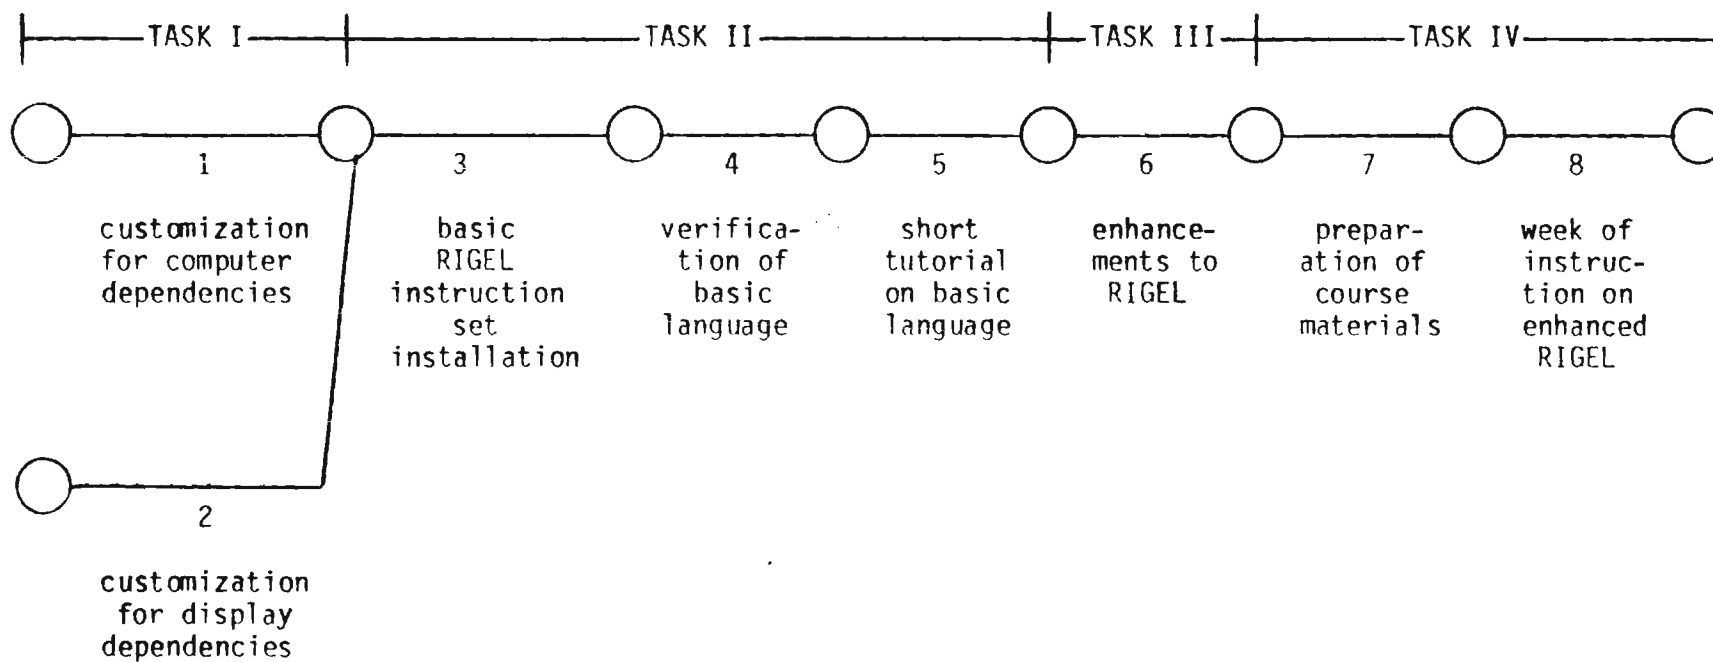 TASK I TASK II TASK III TASK IV
1 3 4 5 6 7 8
customization
for computer
dependencies
basic
RIGEL
instruction
set
installation
verifica-
tion of
basic
language
short
tutorial
on basic
language
enhance-
ments to
RIGEL
prepar-
ation of
course
materials
week of
instruc-
tion on
enhanced
RIGEL
2
customization
for display
dependencies